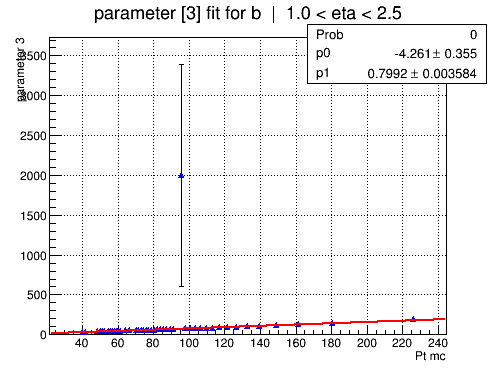 parameter [3] fit for b | 1.0 < eta < 2.5
Prob 0
p0 -4.261 ± 0.355
p1 0.7992 ± 0.003584
parameter 3
3500
3000
2500
2000
1500
1000
500
0
40 60 80 100 120 140 160 180 200 220 240
Pt mc